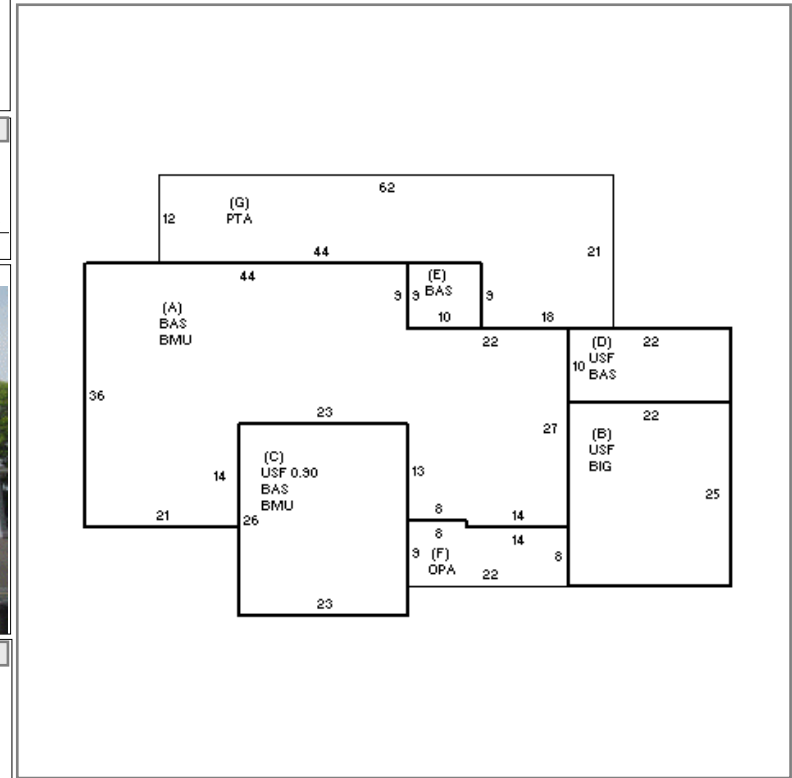 62
(G)
PTA
12
21
44
44
(E)
BAS
9
9
9
10
18
(A)
BAS
BMU
22
(D)
USF
BAS
22
10
36
23
22
27
(B)
USF
BIG
(C)
USF 0.90
BAS
BMU
14
13
25
8
14
21
26
8
14
9
(F)
OPA
8
22
23